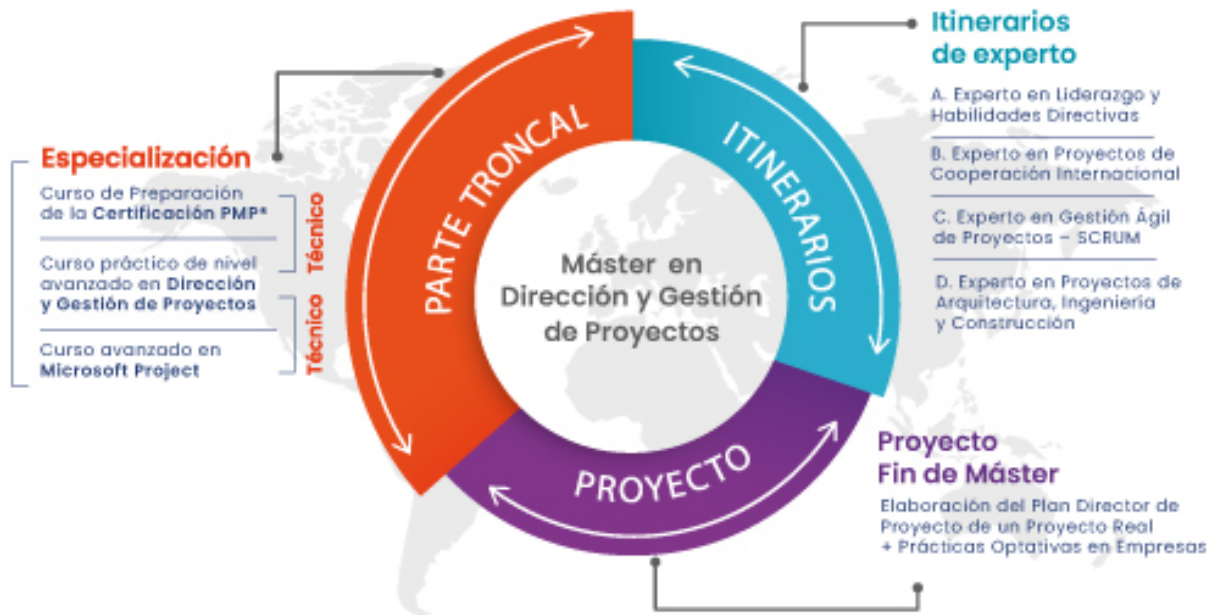 Itinerarios
de experto
A. Experto en Liderazgo y
Habilidades Directivas
B. Experto en Proyectos de
Cooperación Internacional
C. Experto en Gestión Ágil
de Proyectos – SCRUM
D. Experto en Proyectos de
Arquitectura, Ingeniería
y Construcción
Especialización
Curso de Preparación
de la Certificación PMP®
Curso práctico de nivel
avanzado en Dirección
y Gestión de Proyectos
Curso avanzado en
Microsoft Project
Técnico
Técnico
PARTE TRONCAL
ITINERARIOS
PROYECTO
Máster en
Dirección y Gestión
de Proyectos
Proyecto
Fin de Máster
Elaboración del Plan Director de
Proyecto de un Proyecto Real
+ Prácticas Optativas en Empresas